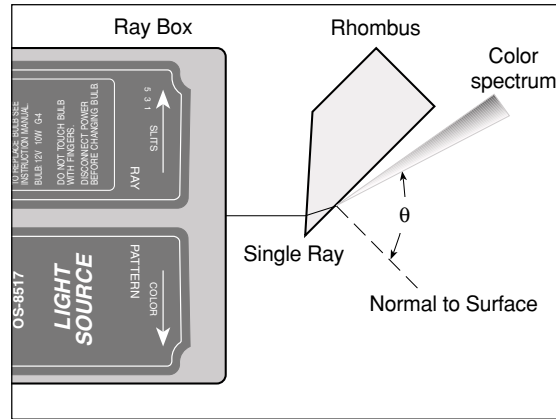 Ray Box
Rhombus
Color
spectrum
TO REPLACE BULB SEE
INSTRUCTION MANUAL.
BULB 12V 10W G-4
DO NOT TOUCH BULB
WITH FINGERS.
DISCONNECT POWER
BEFORE CHANGING BULB
5 3 1
SLITS
RAY
Single Ray
θ
Normal to Surface
OS-8517
LIGHT
SOURCE
PATTERN
COLOR